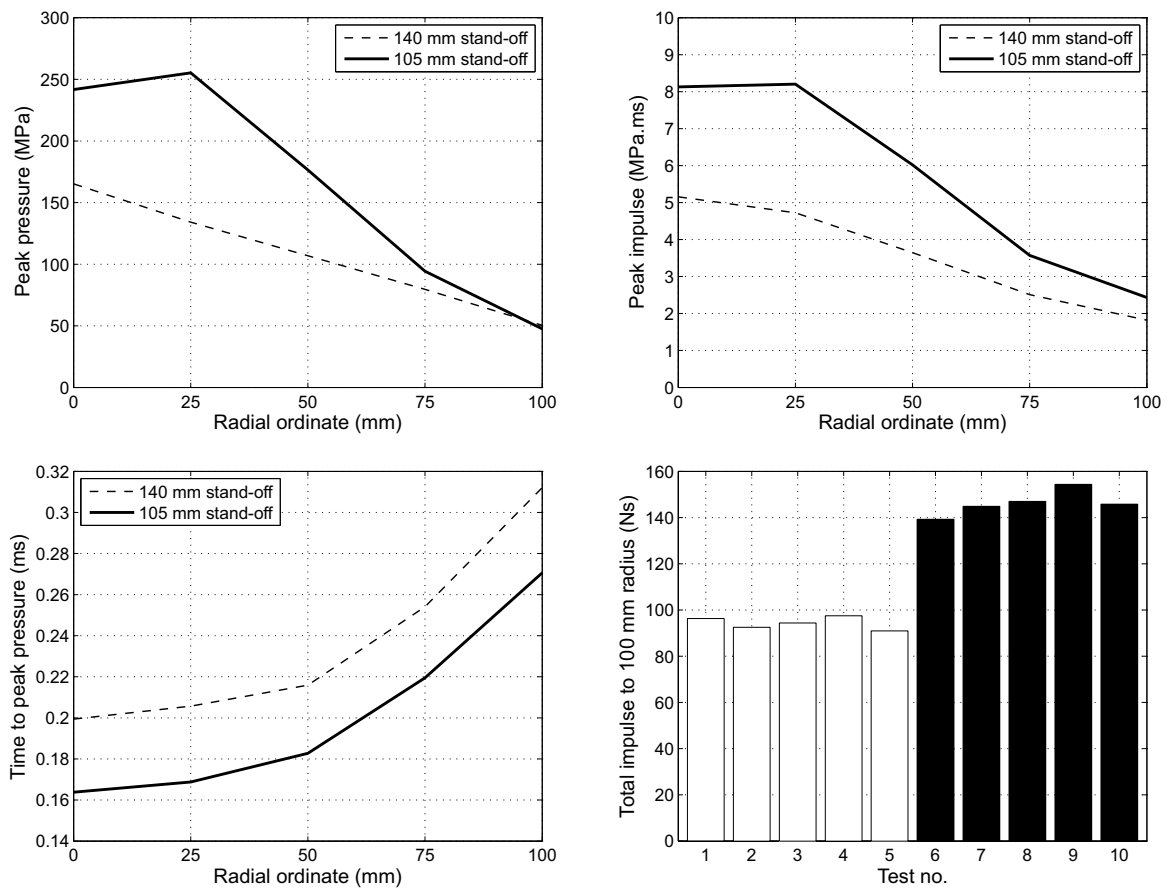 300
250
200
150
100
50
0
Peak pressure (MPa)
140 mm stand-off
105 mm stand-off
0 25 50 75 100
Radial ordinate (mm)
10
9
8
7
6
5
4
3
2
1
0
Peak impulse (MPa.ms)
140 mm stand-off
105 mm stand-off
0 25 50 75 100
Radial ordinate (mm)
0.32
0.3
0.28
0.26
0.24
0.22
0.2
0.18
0.16
0.14
Time to peak pressure (ms)
140 mm stand-off
105 mm stand-off
0 25 50 75 100
Radial ordinate (mm)
160
140
120
100
80
60
40
20
0
Total impulse to 100 mm radius (Ns)
1 2 3 4 5 6 7 8 9 10
Test no.